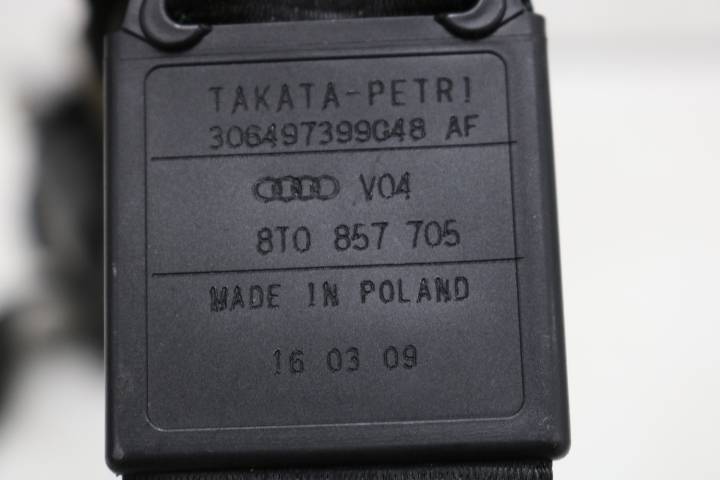 TAKATA-PETRI
306497399G48 AF
V04
8T0 857 705
MADE IN POLAND
16 03 09